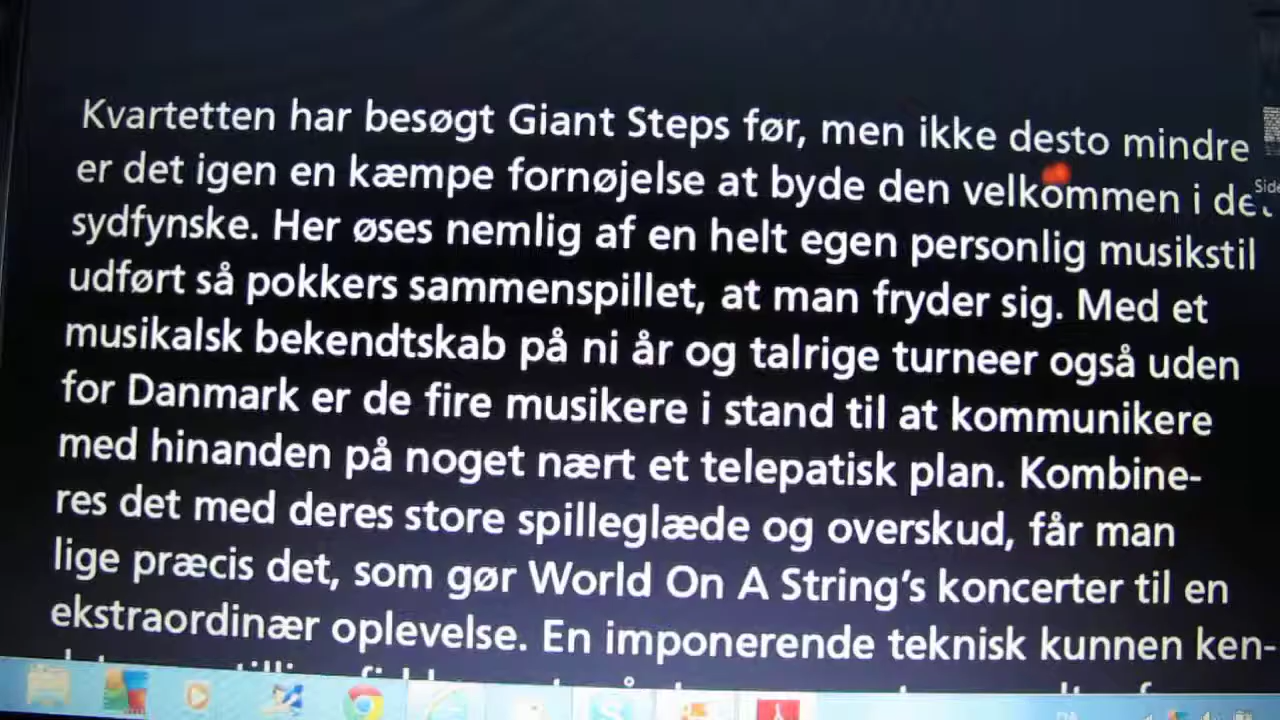 Kvartetten har besøgt Giant Steps før, men ikke desto mindre
er det igen en kæmpe fornøjelse at byde den velkommen i det
sydfynske. Her øses nemlig af en helt egen personlig musikstil
udført så pokkers sammenspillet, at man fryder sig. Med et
musikalsk bekendtskab på ni år og talrige turneer også uden
for Danmark er de fire musikere i stand til at kommunikere
med hinanden på noget nært et telepatisk plan. Kombine-
res det med deres store spilleglæde og overskud, får man
lige præcis det, som gør World On A String’s koncerter til en
ekstraordinær oplevelse. En imponerende teknisk kunnen ken-